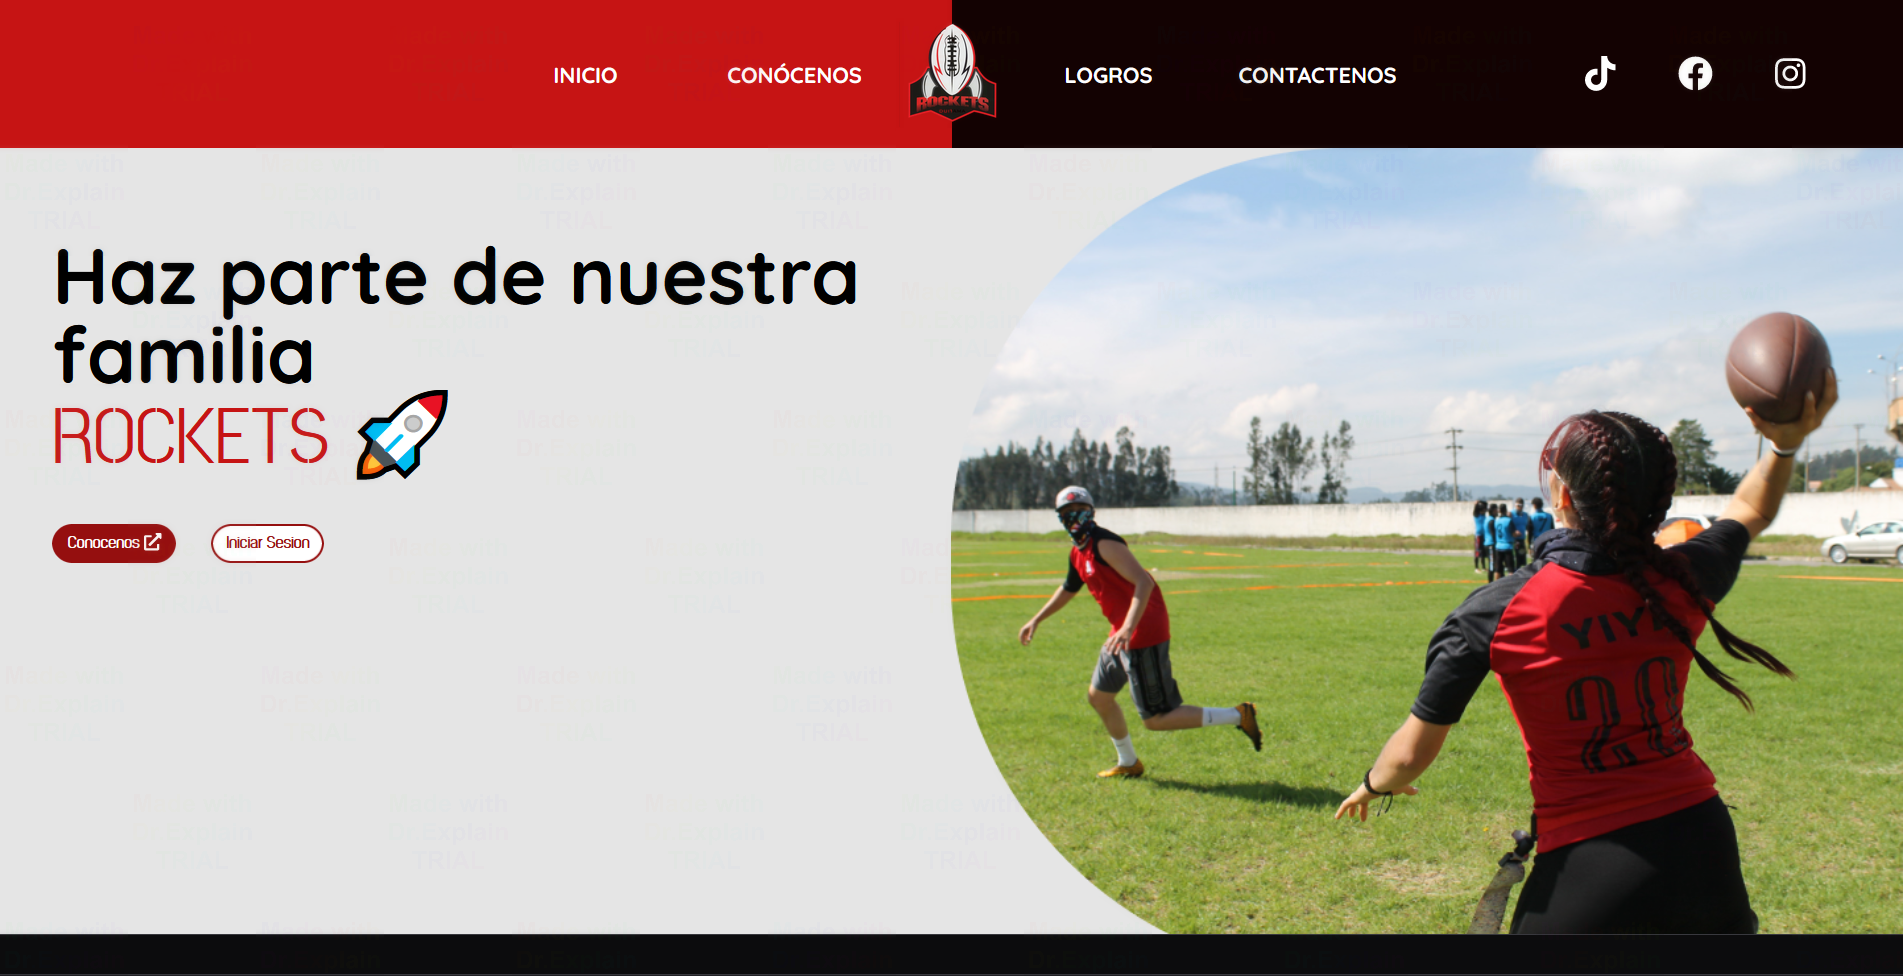 INICIO
CONÓCENOS
ROCKETS
LOGROS
CONTACTENOS
Haz parte de nuestra
familia
ROCKETS
Conocenos
Iniciar Sesion
20
Made with
Dr.Explain
TRIAL